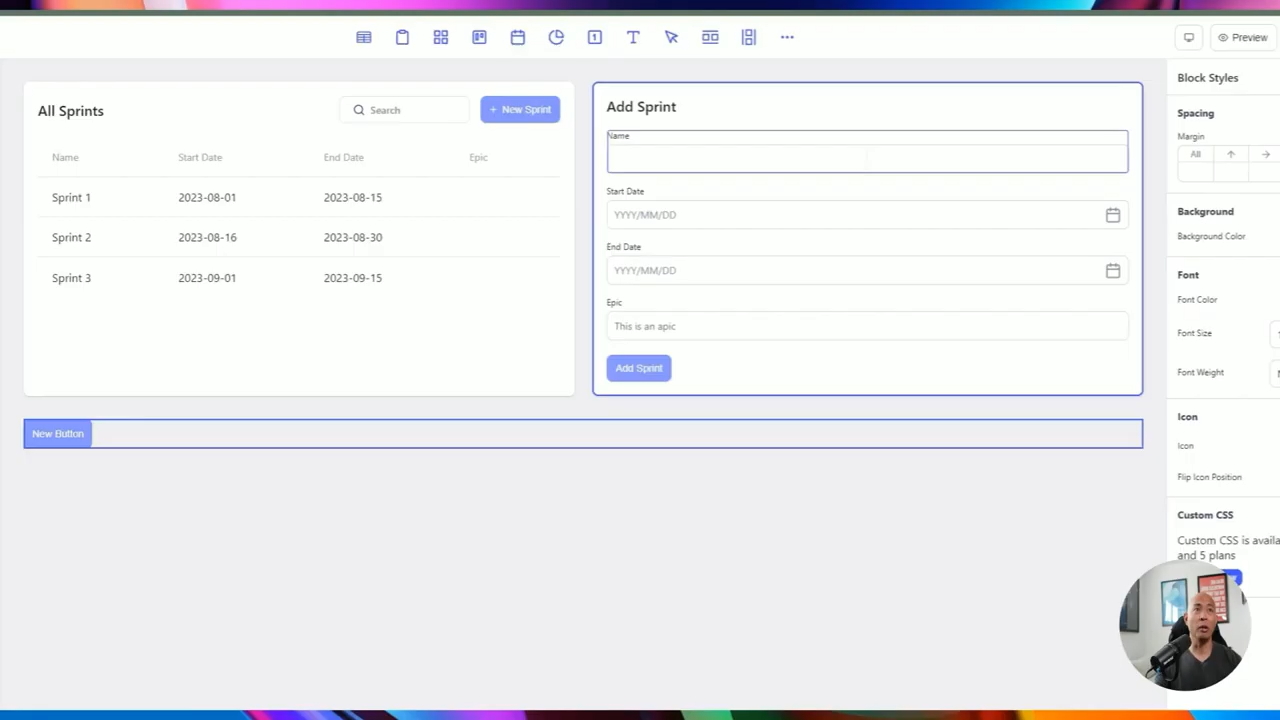 Preview
All Sprints
Search
+ New Sprint
Name Start Date End Date Epic
Sprint 1 2023-08-01 2023-08-15
Sprint 2 2023-08-16 2023-08-30
Sprint 3 2023-09-01 2023-09-15
Add Sprint
Name
Start Date
YYYY/MM/DD
End Date
YYYY/MM/DD
Epic
This is an apic
Add Sprint
New Button
Block Styles
Spacing
Margin
All
Background
Background Color
Font
Font Color
Font Size
Font Weight
Icon
Icon
Flip Icon Position
Custom CSS
Custom CSS is availa
and 5 plans